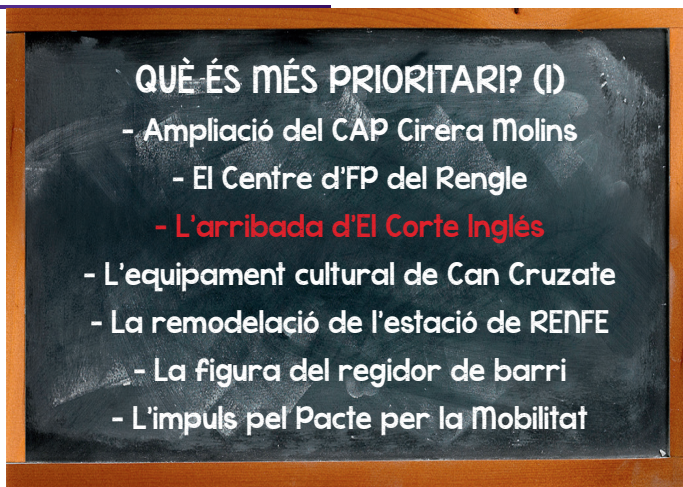 QUÈ ÉS MÉS PRIORITARI? (I)
- Ampliació del CAP Cirera Molins
- El Centre d'FP del Rengle
- L'arribada d'El Corte Inglés
- L'equipament cultural de Can Cruzate
- La remodelació de l'estació de RENFE
- La figura del regidor de barri
- L'impuls pel Pacte per la Mobilitat